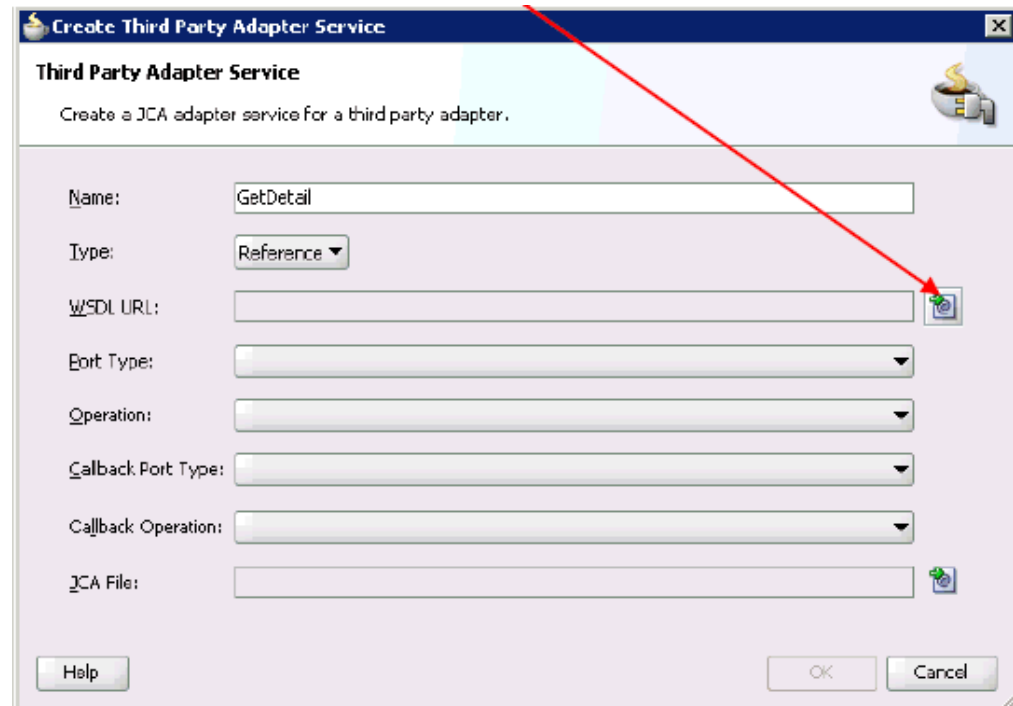 Create Third Party Adapter Service
Third Party Adapter Service
Create a JCA adapter service for a third party adapter.
Name: GetDetail
Type: Reference
WSDL URL:
Port Type:
Operation:
Callback Port Type:
Callback Operation:
JCA File:
Help OK Cancel